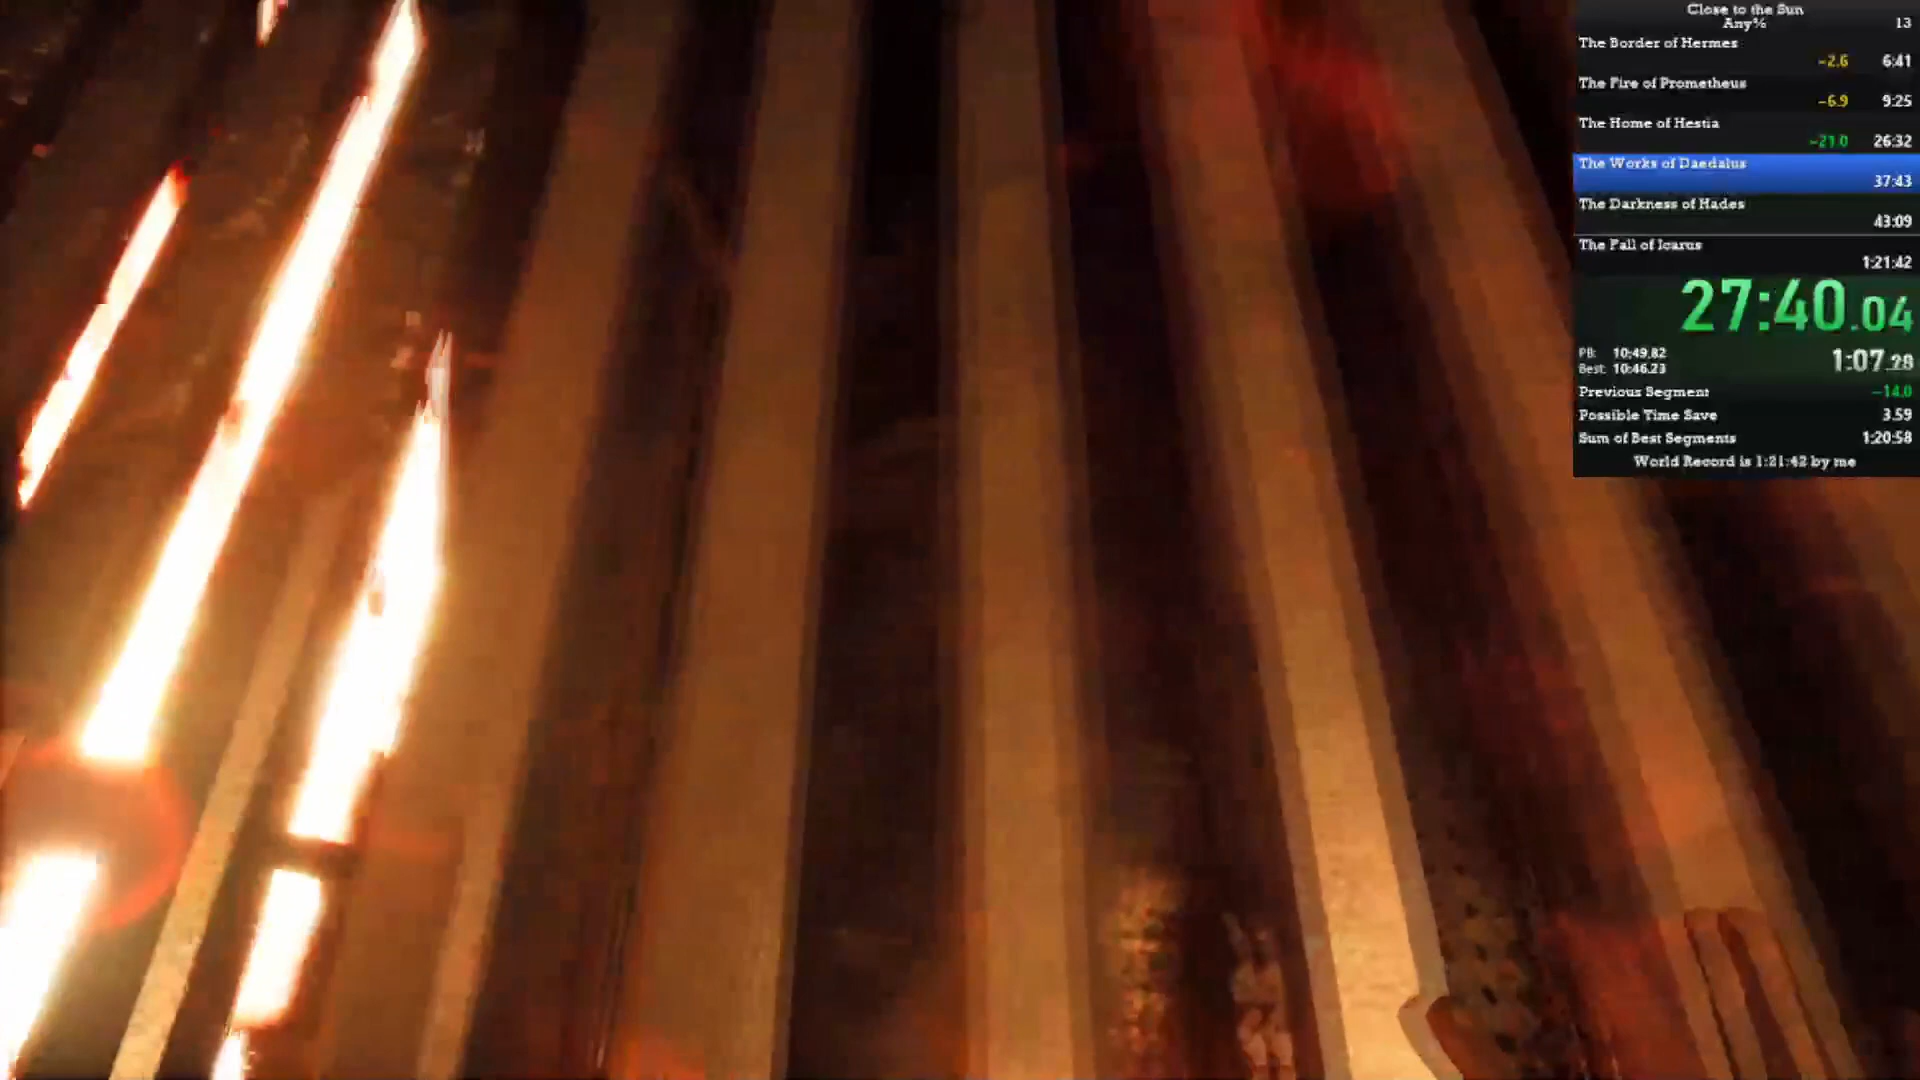 Close to the Sun
Any% 13
The Border of Hermes
-2.6 6:41
The Fire of Prometheus
-6.9 9:25
The Home of Hestia
-21.0 26:32
The Works of Daedalus
37:43
The Darkness of Hades
43:09
The Fall of Icarus
1:21:42
27:40.04
PB: 10:49.82 1:07.28
Best: 10:46.23
Previous Segment -14.0
Possible Time Save 3.59
Sum of Best Segments 1:20:58
World Record is 1:21:42 by me